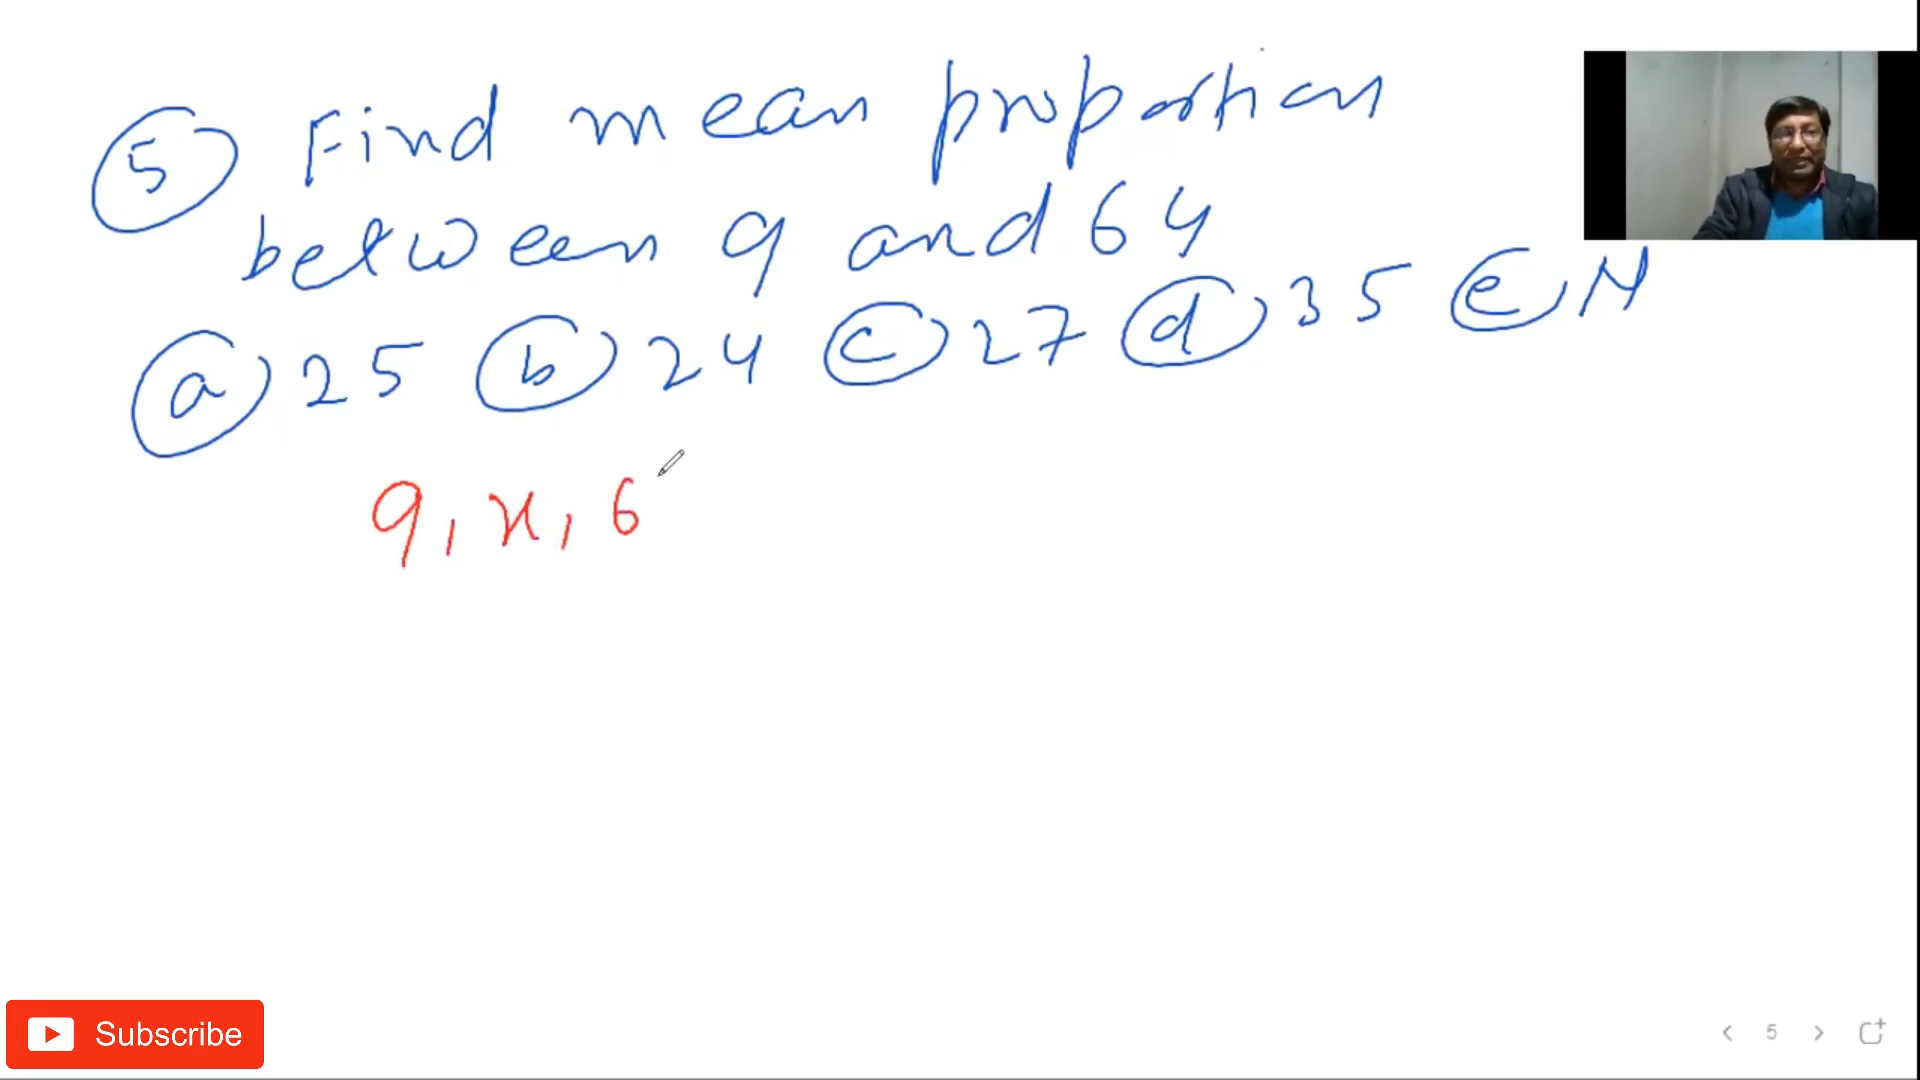 5 Find mean proportion
between 9 and 64
a 25 b 24 c 27 d 35 e N
9, x, 6
Subscribe
< 5 >